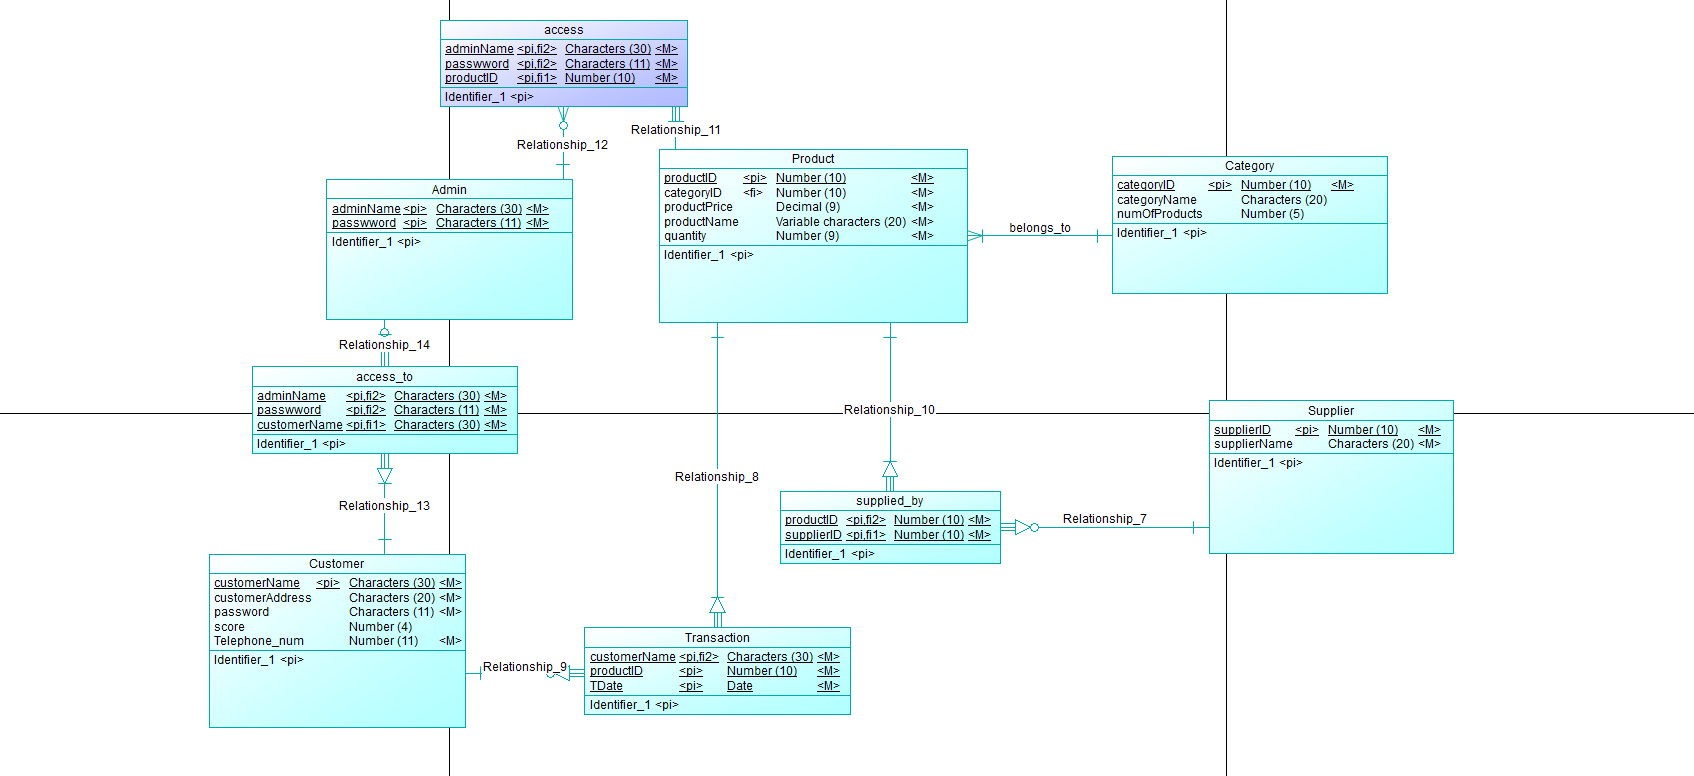 access
adminName <pi,fi2> Characters (30) <M>
passwword <pi,fi2> Characters (11) <M>
productID <pi,fi1> Number (10) <M>
Identifier_1 <pi>
Relationship_11
Relationship_12
Product
productID <pi> Number (10) <M>
categoryID <fi> Number (10) <M>
productPrice Decimal (9) <M>
productName Variable characters (20) <M>
quantity Number (9) <M>
Identifier_1 <pi>
Category
categoryID <pi> Number (10) <M>
categoryName Characters (20)
numOfProducts Number (5)
Identifier_1 <pi>
belongs_to
Admin
adminName <pi> Characters (30) <M>
passwword <pi> Characters (11) <M>
Identifier_1 <pi>
Relationship_14
access_to
adminName <pi,fi2> Characters (30) <M>
passwword <pi,fi2> Characters (11) <M>
customerName <pi,fi1> Characters (30) <M>
Identifier_1 <pi>
Relationship_10
Supplier
supplierID <pi> Number (10) <M>
supplierName Characters (20) <M>
Identifier_1 <pi>
Relationship_8
Relationship_13
supplied_by
productID <pi,fi2> Number (10) <M>
supplierID <pi,fi1> Number (10) <M>
Identifier_1 <pi>
Relationship_7
Customer
customerName <pi> Characters (30) <M>
customerAddress Characters (20) <M>
password Characters (11) <M>
score Number (4)
Telephone_num Number (11) <M>
Identifier_1 <pi>
Relationship_9
Transaction
customerName <pi,fi2> Characters (30) <M>
productID <pi> Number (10) <M>
TDate <pi> Date <M>
Identifier_1 <pi>